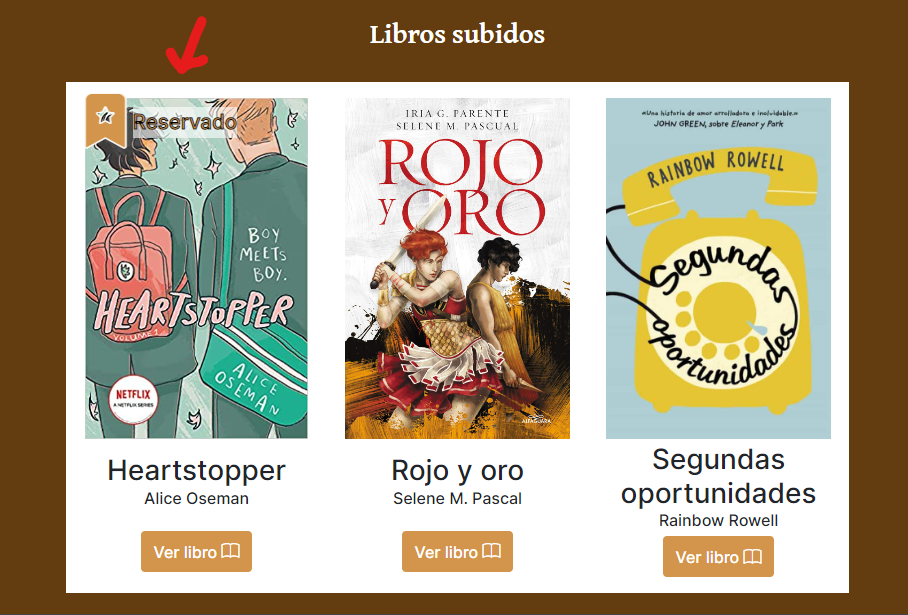 Libros subidos
Reservado
BOY
MEETS
BOY.
HEARTSTOPPER
VOLUME 1
ALICE
OSEMAN
NETFLIX
A NETFLIX SERIES
Heartstopper
Alice Oseman
Ver libro
IRIA G. PARENTE
SELENE M. PASCUAL
ROJO
y ORO
ALFAGUARA
Rojo y oro
Selene M. Pascal
Ver libro
«Una historia de amor arrolladora e inolvidable.»
JOHN GREEN, sobre Eleanor y Park
RAINBOW ROWELL
Segundas
oportunidades
Segundas
oportunidades
Rainbow Rowell
Ver libro